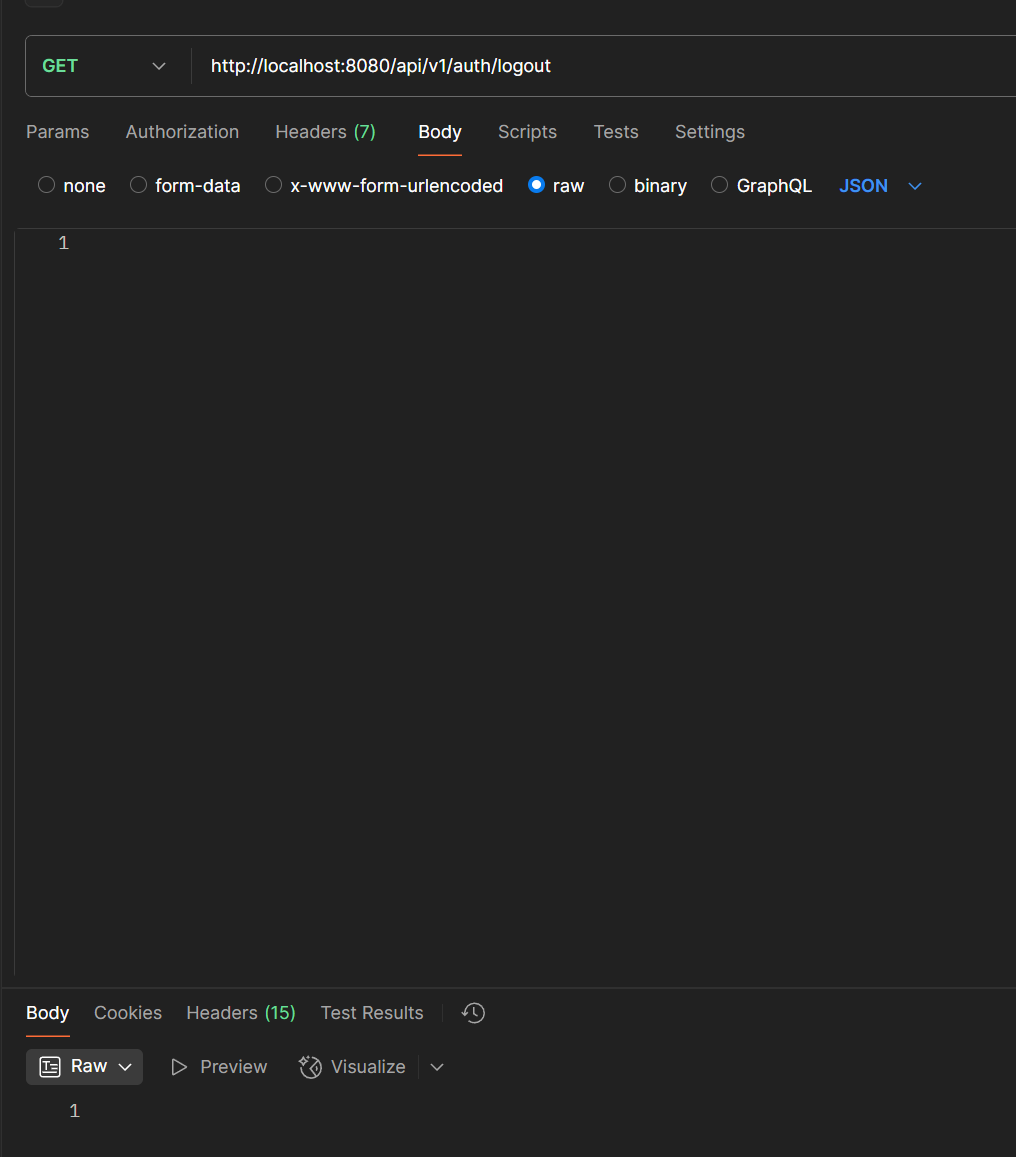 GET http://localhost:8080/api/v1/auth/logout
Params Authorization Headers (7) Body Scripts Tests Settings
none form-data x-www-form-urlencoded raw binary GraphQL JSON
1
Body Cookies Headers (15) Test Results
Raw Preview Visualize
1